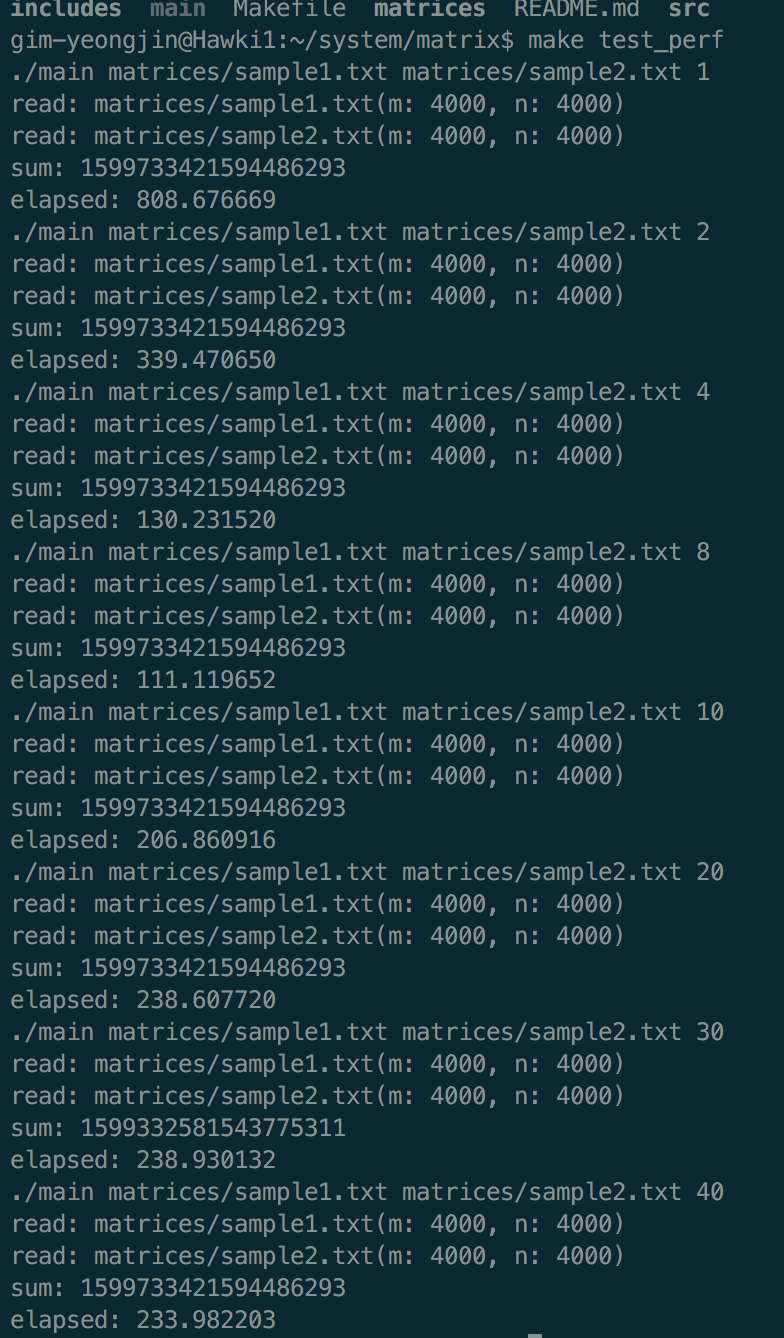 includes  main  Makefile  matrices  README.md  src
gim-yeongjin@Hawki1:~/system/matrix$ make test_perf
./main matrices/sample1.txt matrices/sample2.txt 1
read: matrices/sample1.txt(m: 4000, n: 4000)
read: matrices/sample2.txt(m: 4000, n: 4000)
sum: 1599733421594486293
elapsed: 808.676669
./main matrices/sample1.txt matrices/sample2.txt 2
read: matrices/sample1.txt(m: 4000, n: 4000)
read: matrices/sample2.txt(m: 4000, n: 4000)
sum: 1599733421594486293
elapsed: 339.470650
./main matrices/sample1.txt matrices/sample2.txt 4
read: matrices/sample1.txt(m: 4000, n: 4000)
read: matrices/sample2.txt(m: 4000, n: 4000)
sum: 1599733421594486293
elapsed: 130.231520
./main matrices/sample1.txt matrices/sample2.txt 8
read: matrices/sample1.txt(m: 4000, n: 4000)
read: matrices/sample2.txt(m: 4000, n: 4000)
sum: 1599733421594486293
elapsed: 111.119652
./main matrices/sample1.txt matrices/sample2.txt 10
read: matrices/sample1.txt(m: 4000, n: 4000)
read: matrices/sample2.txt(m: 4000, n: 4000)
sum: 1599733421594486293
elapsed: 206.860916
./main matrices/sample1.txt matrices/sample2.txt 20
read: matrices/sample1.txt(m: 4000, n: 4000)
read: matrices/sample2.txt(m: 4000, n: 4000)
sum: 1599733421594486293
elapsed: 238.607720
./main matrices/sample1.txt matrices/sample2.txt 30
read: matrices/sample1.txt(m: 4000, n: 4000)
read: matrices/sample2.txt(m: 4000, n: 4000)
sum: 1599332581543775311
elapsed: 238.930132
./main matrices/sample1.txt matrices/sample2.txt 40
read: matrices/sample1.txt(m: 4000, n: 4000)
read: matrices/sample2.txt(m: 4000, n: 4000)
sum: 1599733421594486293
elapsed: 233.982203